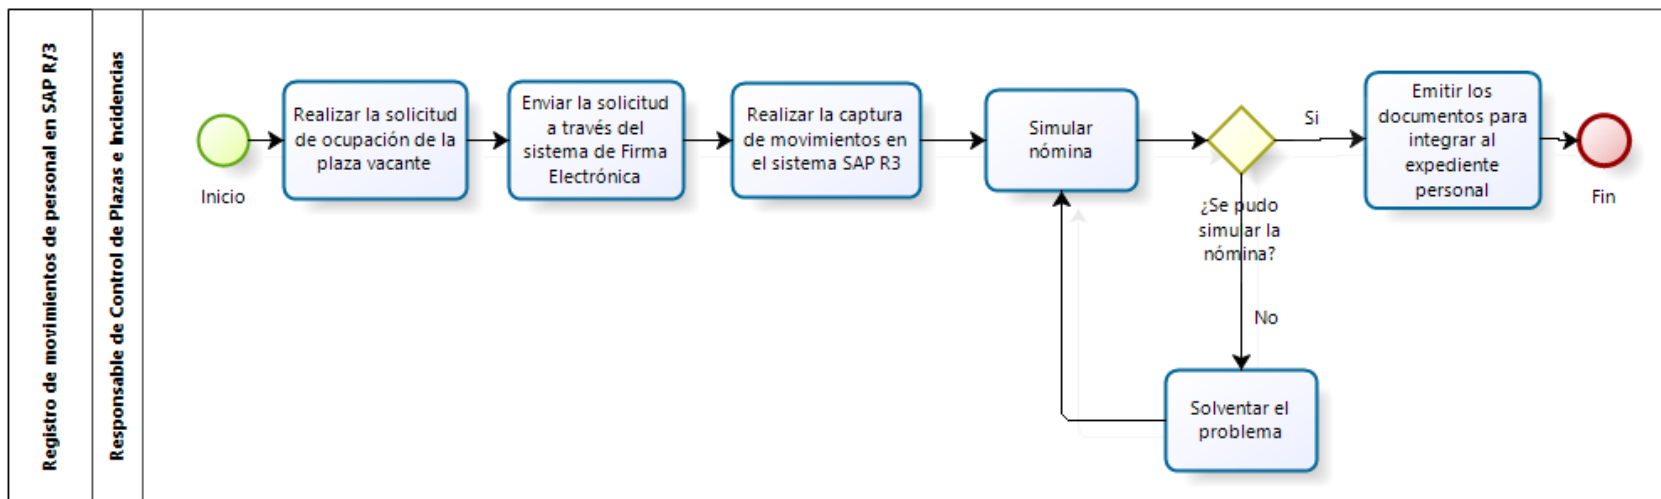 Registro de movimientos de personal en SAP R/3
Responsable de Control de Plazas e Incidencias
Inicio
Realizar la solicitud
de ocupación de la
plaza vacante
Enviar la solicitud
a través del
sistema de Firma
Electrónica
Realizar la captura
de movimientos en
el sistema SAP R3
Simular
nómina
¿Se pudo
simular la
nómina?
Si
No
Solventar el
problema
Emitir los
documentos para
integrar al
expediente
personal
Fin